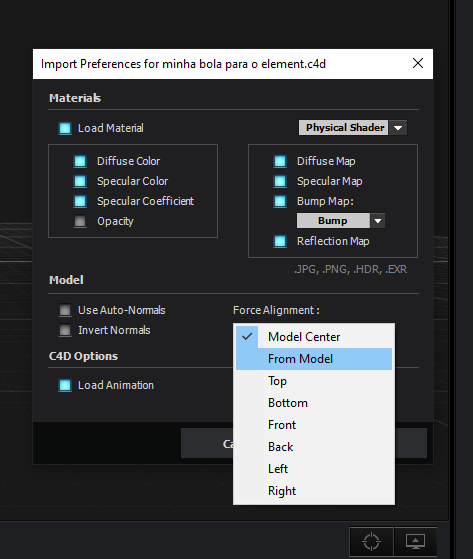 Import Preferences for minha bola para o element.c4d
Materials
Load Material
Physical Shader
Diffuse Color
Specular Color
Specular Coefficient
Opacity
Diffuse Map
Specular Map
Bump Map:
Bump
Reflection Map
.JPG, .PNG, .HDR, .EXR
Model
Use Auto-Normals
Invert Normals
Force Alignment :
Model Center
From Model
Top
Bottom
Front
Back
Left
Right
C4D Options
Load Animation